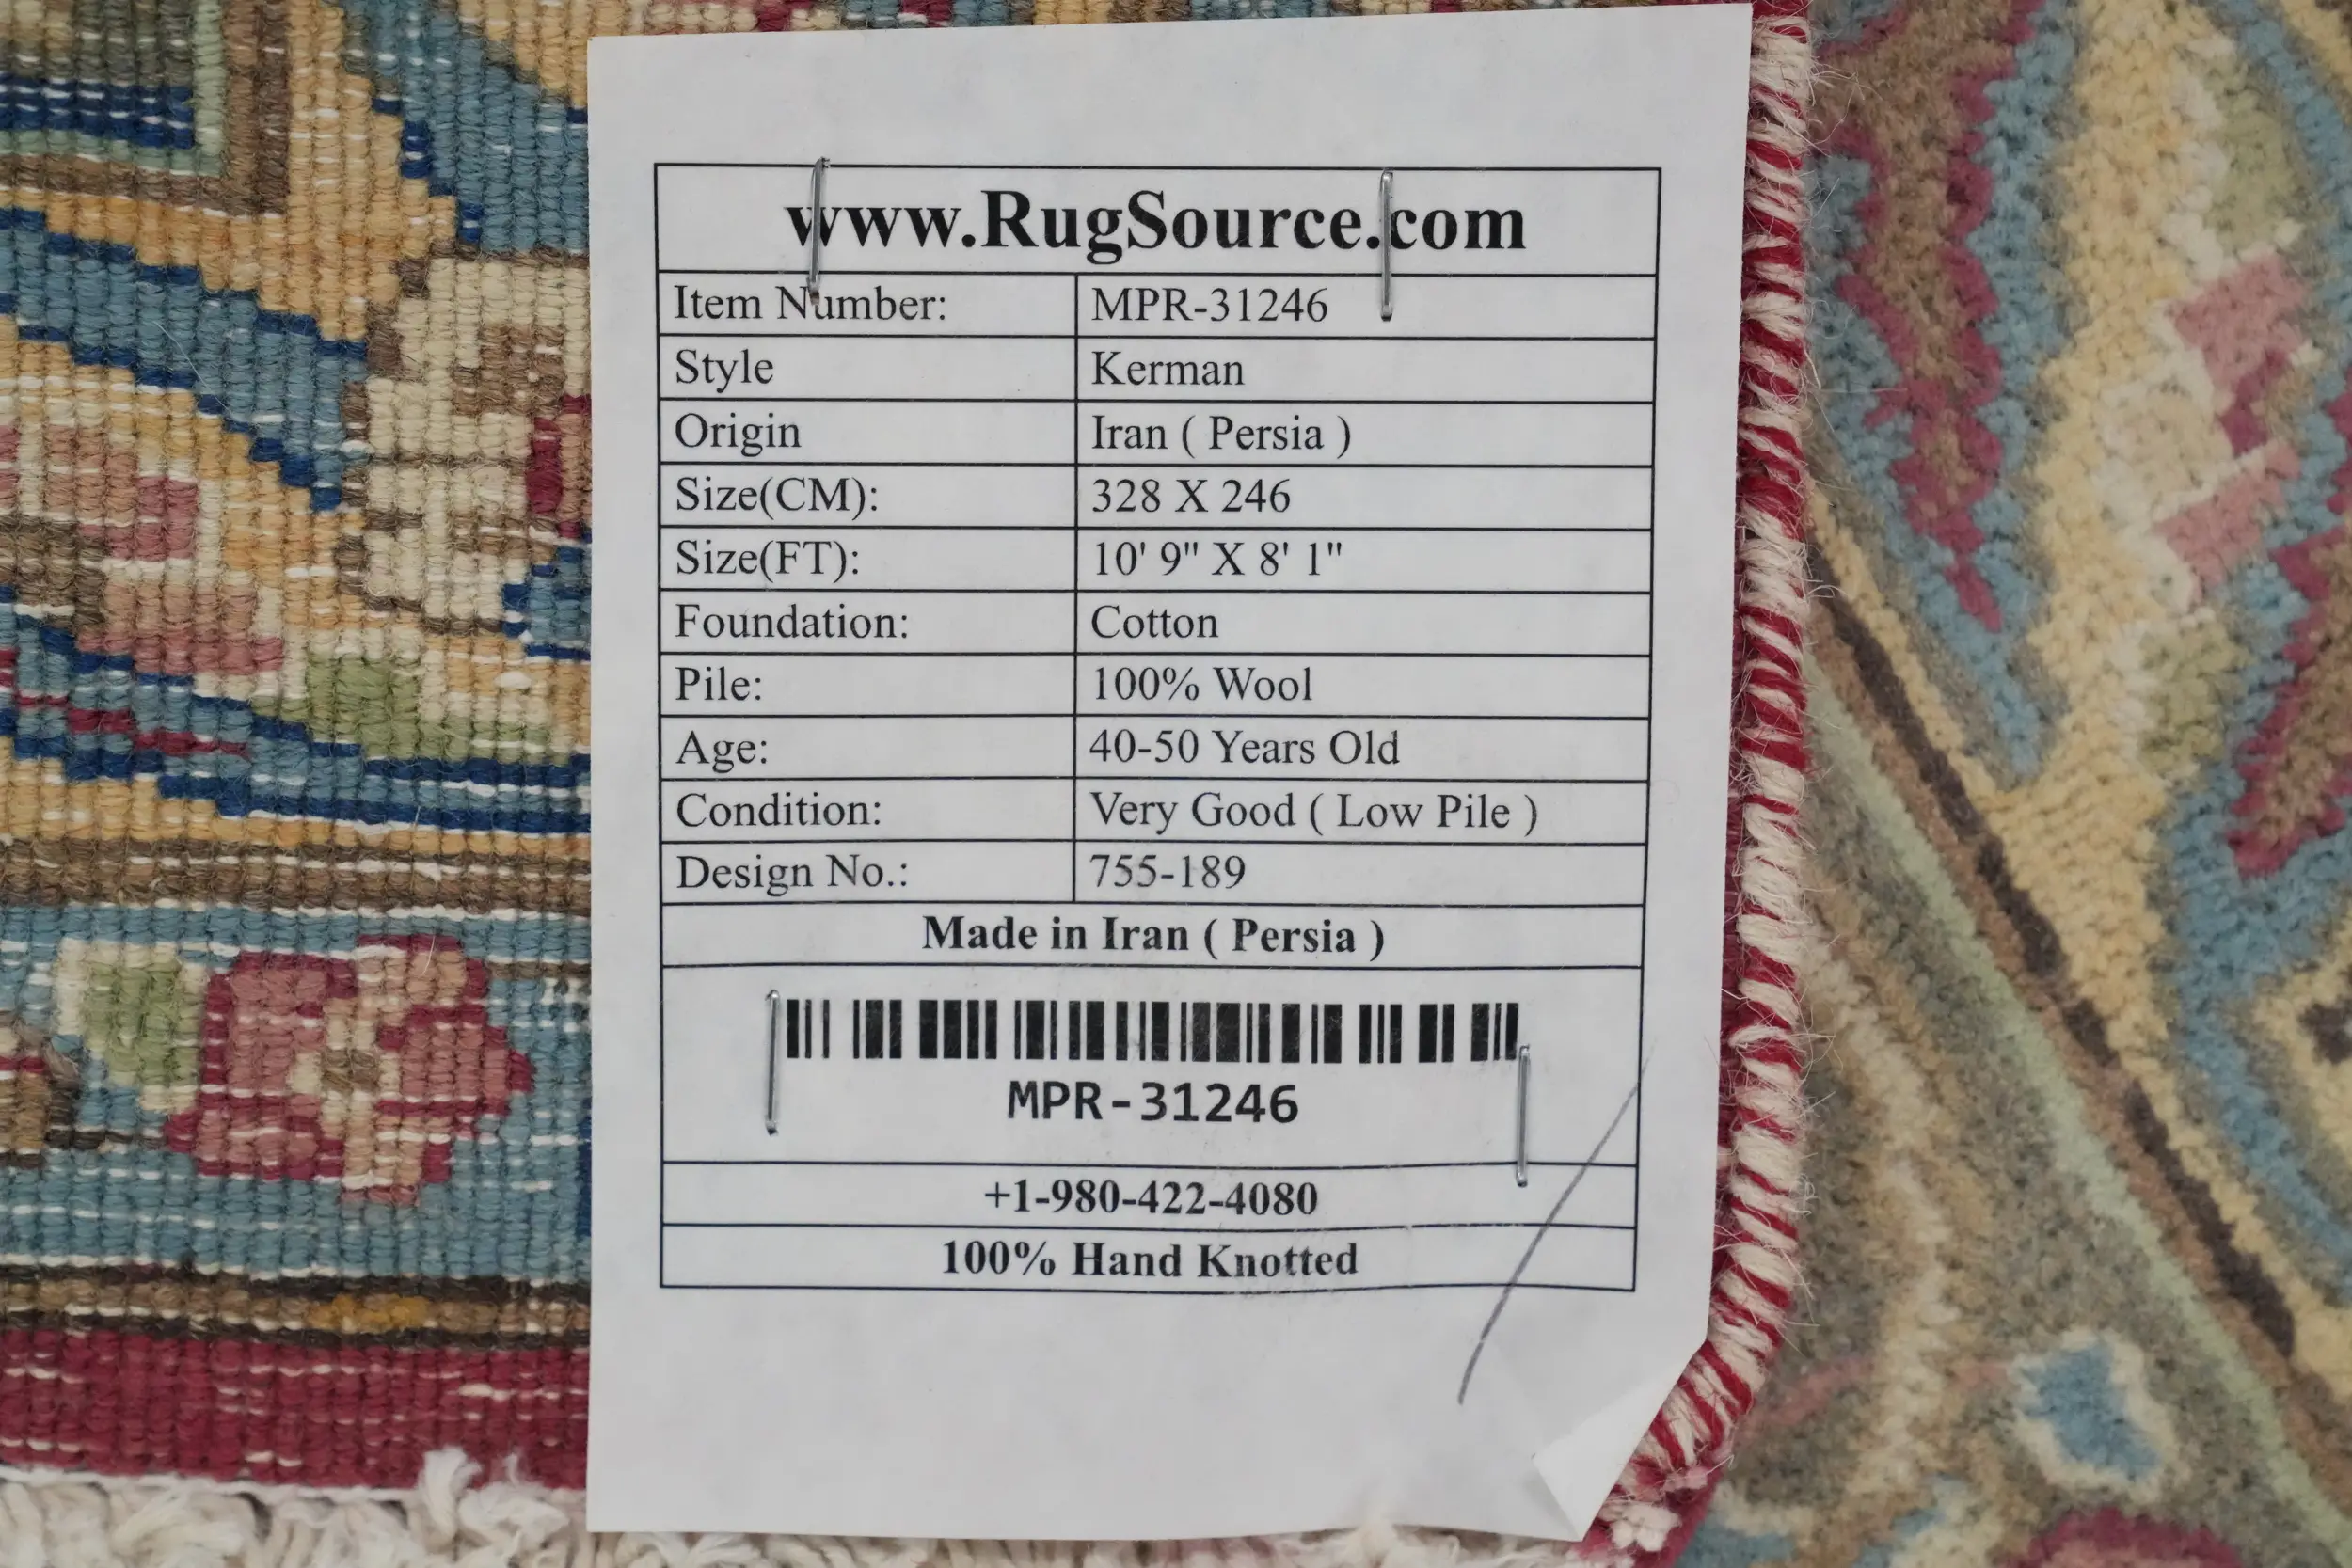 www.RugSource.com
Item Number: MPR-31246
Style Kerman
Origin Iran ( Persia )
Size(CM): 328 X 246
Size(FT): 10' 9" X 8' 1"
Foundation: Cotton
Pile: 100% Wool
Age: 40-50 Years Old
Condition: Very Good ( Low Pile )
Design No.: 755-189
Made in Iran ( Persia )
MPR-31246
+1-980-422-4080
100% Hand Knotted